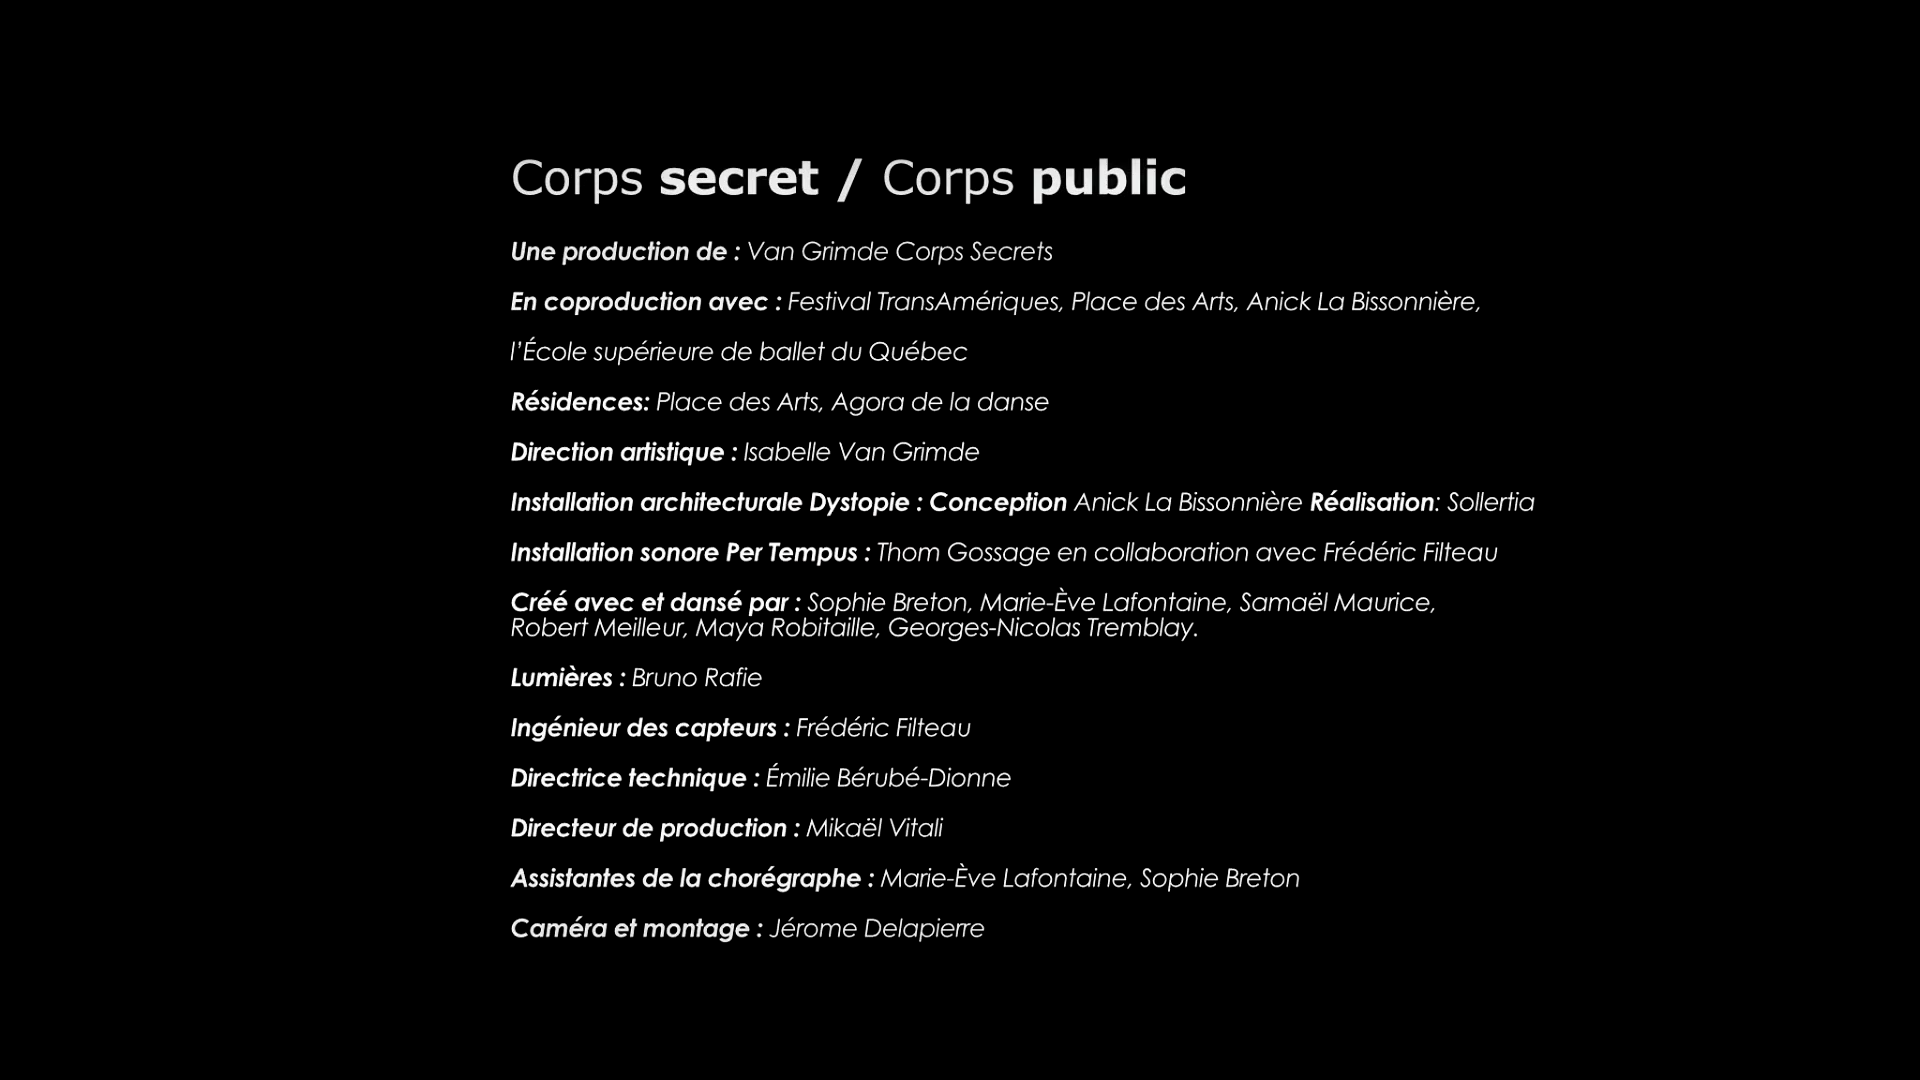 Corps secret / Corps public
Une production de : Van Grimde Corps Secrets
En coproduction avec : Festival TransAmériques, Place des Arts, Anick La Bissonnière,
l’École supérieure de ballet du Québec
Résidences: Place des Arts, Agora de la danse
Direction artistique : Isabelle Van Grimde
Installation architecturale Dystopie : Conception Anick La Bissonnière Réalisation: Sollertia
Installation sonore Per Tempus : Thom Gossage en collaboration avec Frédéric Filteau
Créé avec et dansé par : Sophie Breton, Marie-Ève Lafontaine, Samaël Maurice,
Robert Meilleur, Maya Robitaille, Georges-Nicolas Tremblay.
Lumières : Bruno Rafie
Ingénieur des capteurs : Frédéric Filteau
Directrice technique : Émilie Bérubé-Dionne
Directeur de production : Mikaël Vitali
Assistantes de la chorégraphe : Marie-Ève Lafontaine, Sophie Breton
Caméra et montage : Jérome Delapierre